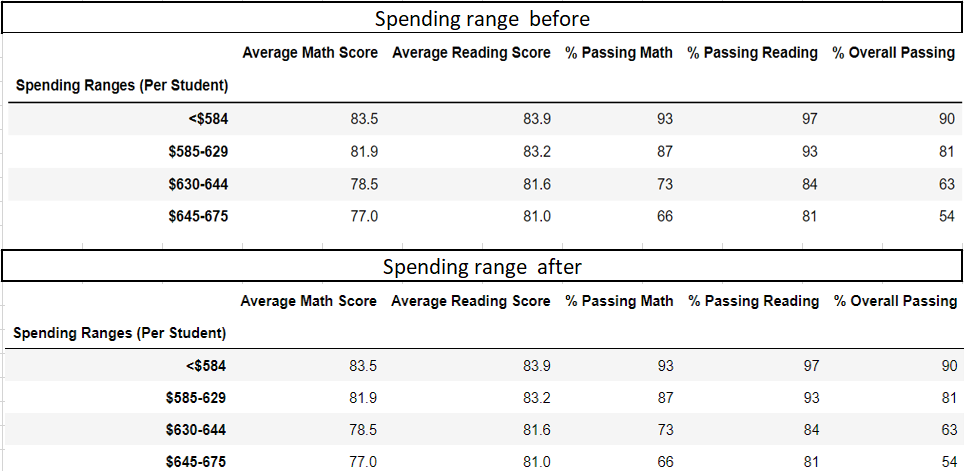 Spending range before
Average Math Score Average Reading Score % Passing Math % Passing Reading % Overall Passing
Spending Ranges (Per Student)
<$584 83.5 83.9 93 97 90
$585-629 81.9 83.2 87 93 81
$630-644 78.5 81.6 73 84 63
$645-675 77.0 81.0 66 81 54
Spending range after
Average Math Score Average Reading Score % Passing Math % Passing Reading % Overall Passing
Spending Ranges (Per Student)
<$584 83.5 83.9 93 97 90
$585-629 81.9 83.2 87 93 81
$630-644 78.5 81.6 73 84 63
$645-675 77.0 81.0 66 81 54